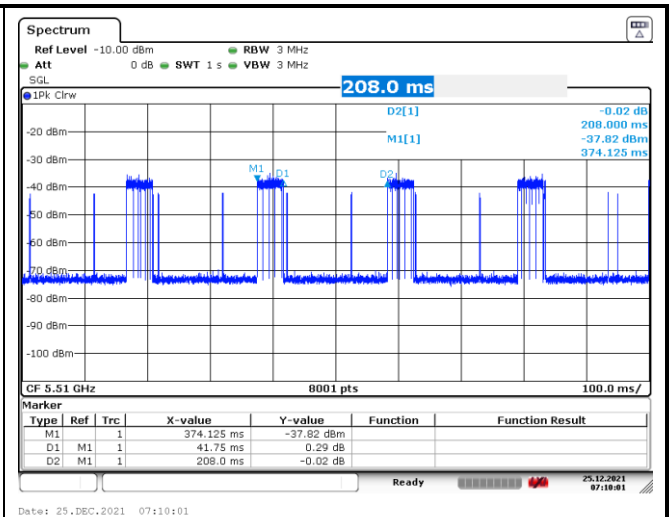 Spectrum
Ref Level -10.00 dBm RBW 3 MHz
Att 0 dB SWT 1 s VBW 3 MHz
SGL
208.0 ms
1Pk Clrw
D2[1] -0.02 dB
208.000 ms
M1[1] -37.82 dBm
374.125 ms
-20 dBm
-30 dBm
M1 D1 D2
-40 dBm
-50 dBm
-60 dBm
-70 dBm
-80 dBm
-90 dBm
-100 dBm
CF 5.51 GHz 8001 pts 100.0 ms/
Marker
Type Ref Trc X-value Y-value Function Function Result
M1 1 374.125 ms -37.82 dBm
D1 M1 1 41.75 ms 0.29 dB
D2 M1 1 208.0 ms -0.02 dB
Ready 25.12.2021
07:10:01
Date: 25.DEC.2021 07:10:01